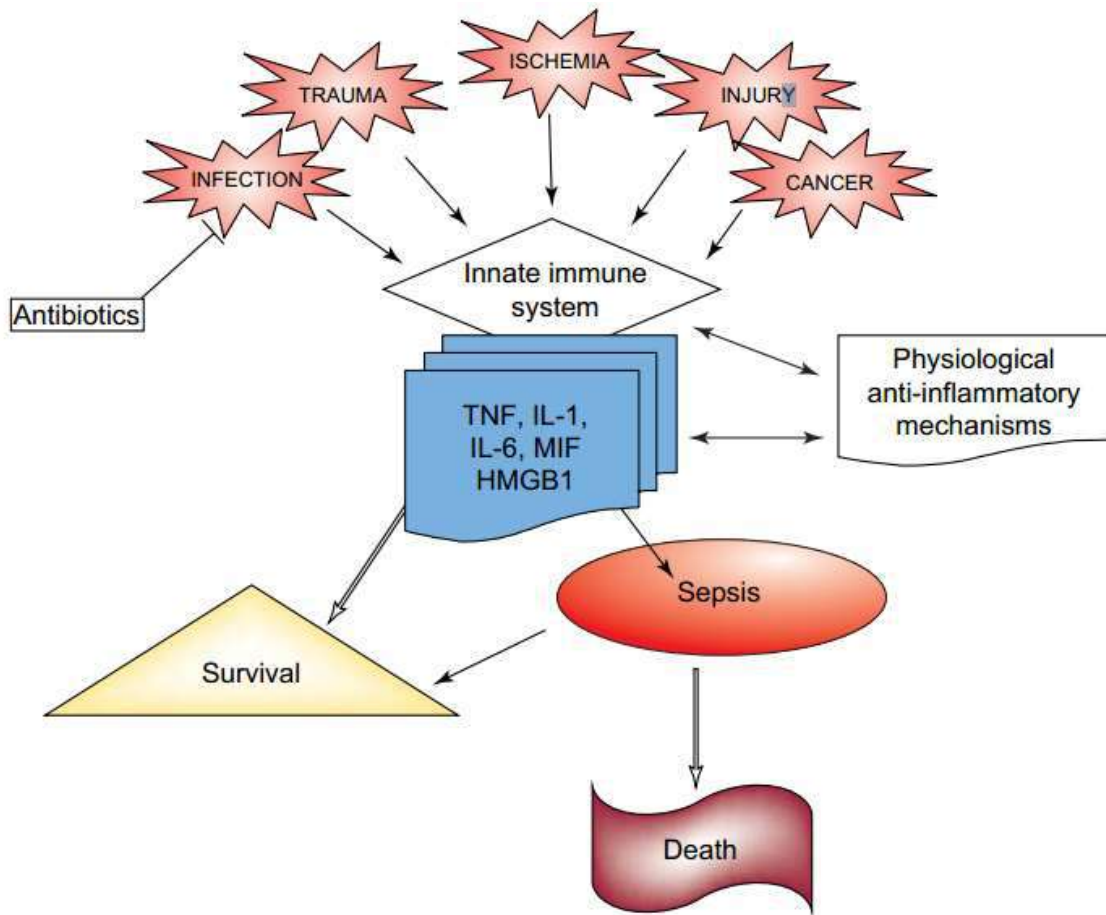 ISCHEMIA
TRAUMA
INJURY
INFECTION
CANCER
Innate immune
system
Antibiotics
Physiological
anti-inflammatory
mechanisms
TNF, IL-1,
IL-6, MIF
HMGB1
Sepsis
Survival
Death